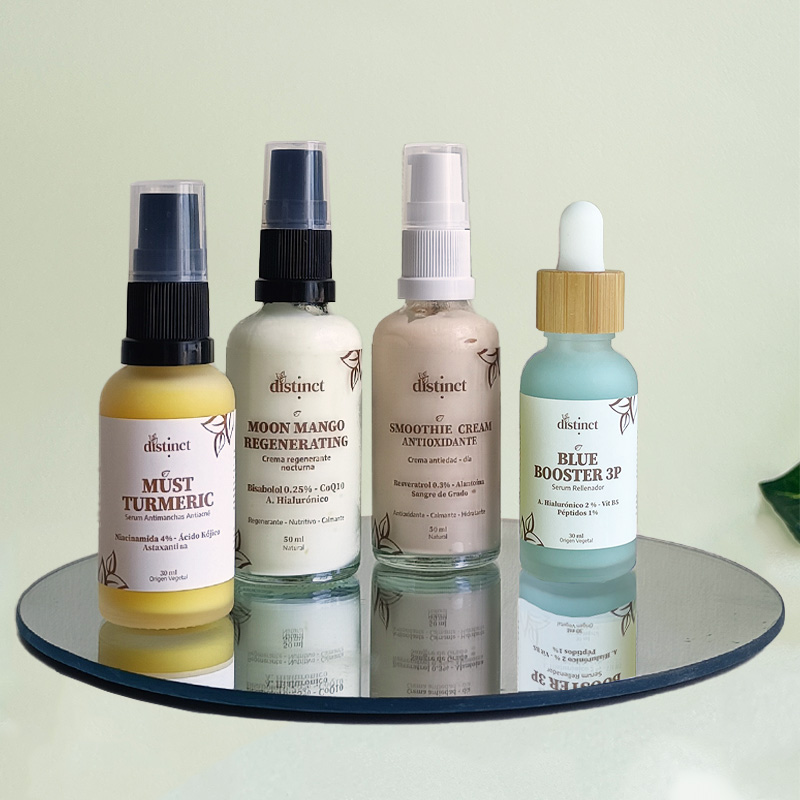 distinct
MUST
TURMERIC
Serum Antimanchas Antiacné
Niacinamida 4% - Ácido Kójico
Astaxantina
30 ml
Origen Vegetal
distinct
MOON MANGO
REGENERATING
Crema regenerante
nocturna
Bisabolol 0.25% - CoQ10
A. Hialurónico
Regenerante - Nutritivo - Calmante
50 ml
Natural
distinct
SMOOTHIE CREAM
ANTIOXIDANTE
Crema antiedad - día
Resveratrol 0.3% - Alantoína
Sangre de Grado
Antioxidante - Calmante - Hidratante
50 ml
Natural
distinct
BLUE
BOOSTER 3P
Serum Rellenador
A. Hialurónico 2 % - Vit B5
Péptidos 1%
30 ml
Origen Vegetal